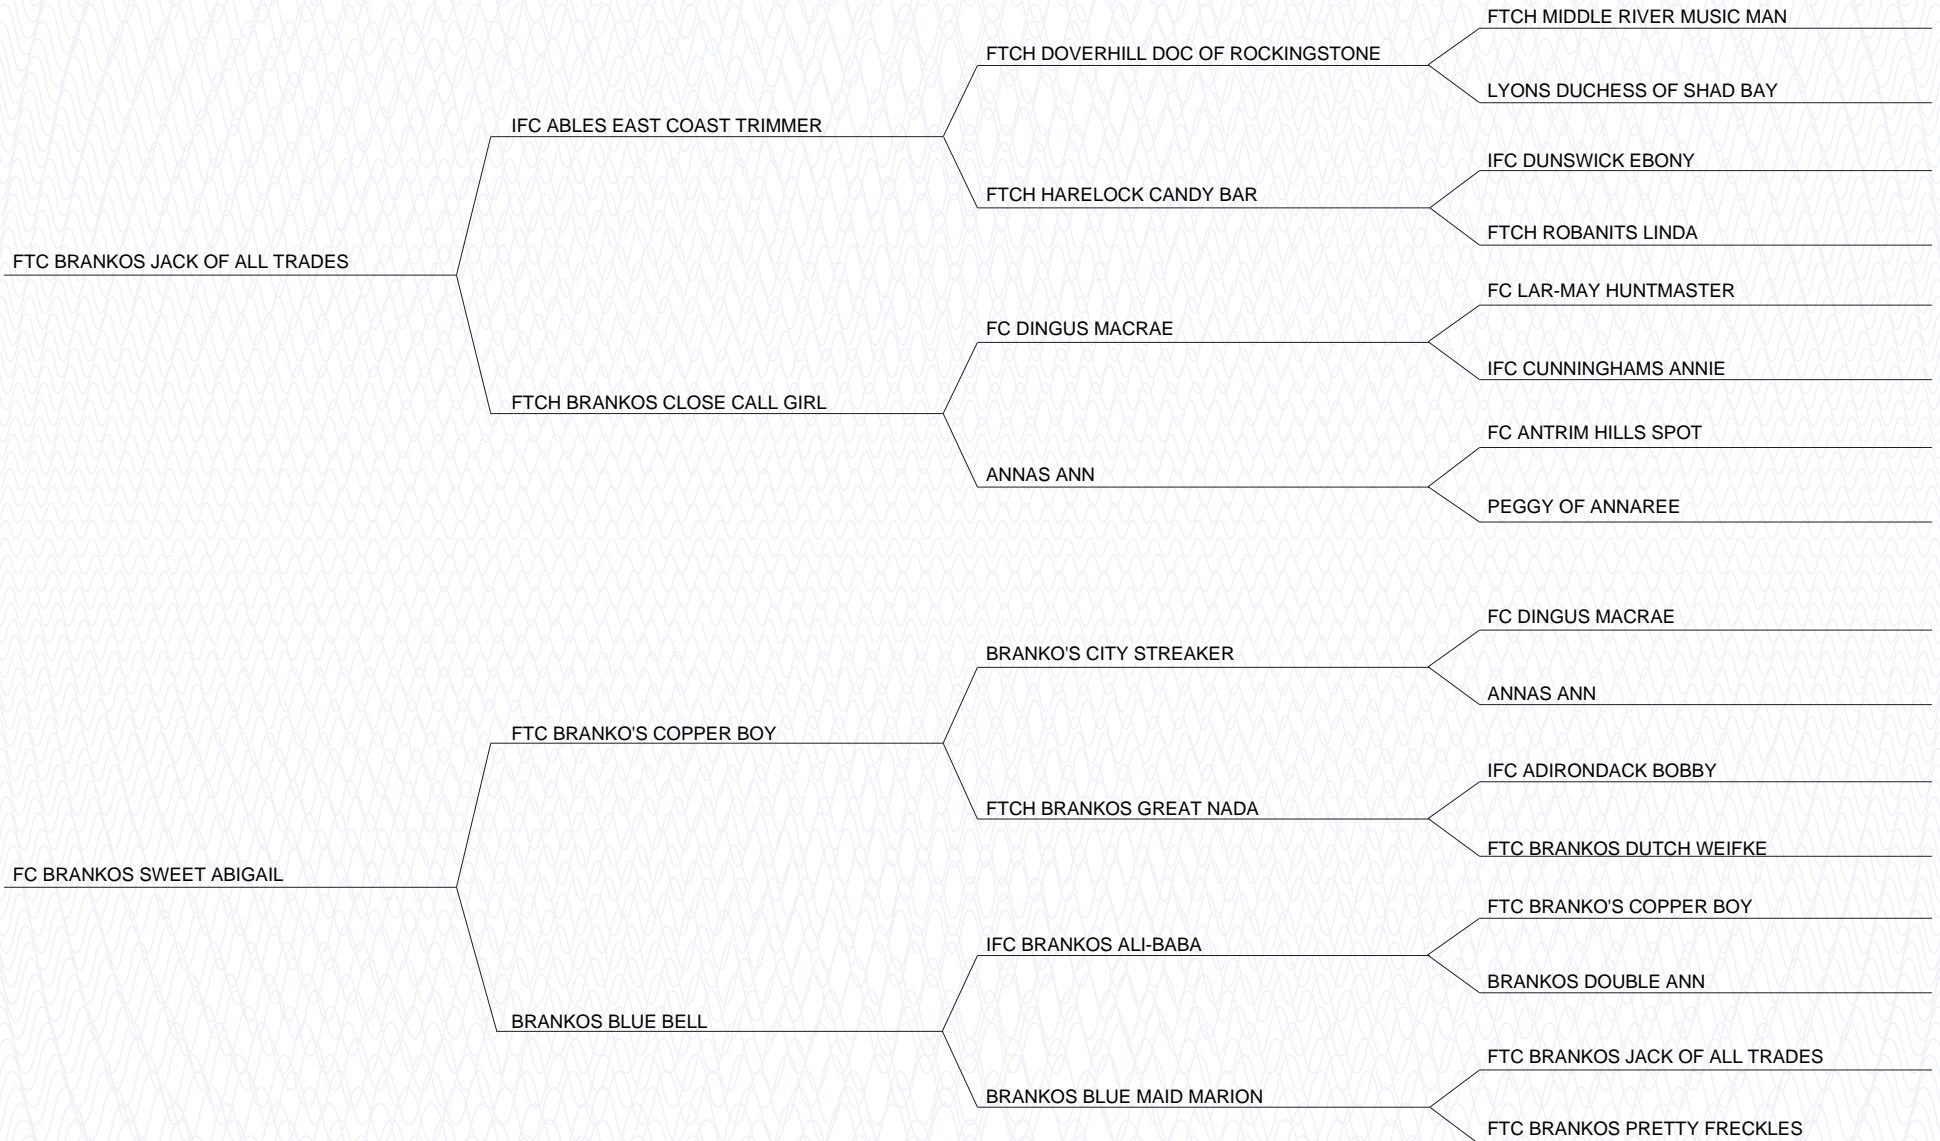 FTCH MIDDLE RIVER MUSIC MAN
FTCH DOVERHILL DOC OF ROCKINGSTONE
LYONS DUCHESS OF SHAD BAY
IFC ABLES EAST COAST TRIMMER
IFC DUNSWICK EBONY
FTCH HARELOCK CANDY BAR
FTCH ROBANITS LINDA
FTC BRANKOS JACK OF ALL TRADES
FC LAR-MAY HUNTMASTER
FC DINGUS MACRAE
IFC CUNNINGHAMS ANNIE
FTCH BRANKOS CLOSE CALL GIRL
FC ANTRIM HILLS SPOT
ANNAS ANN
PEGGY OF ANNAREE
FC DINGUS MACRAE
BRANKO'S CITY STREAKER
ANNAS ANN
FTC BRANKO'S COPPER BOY
IFC ADIRONDACK BOBBY
FTCH BRANKOS GREAT NADA
FTC BRANKOS DUTCH WEIFKE
FC BRANKOS SWEET ABIGAIL
FTC BRANKO'S COPPER BOY
IFC BRANKOS ALI-BABA
BRANKOS DOUBLE ANN
BRANKOS BLUE BELL
FTC BRANKOS JACK OF ALL TRADES
BRANKOS BLUE MAID MARION
FTC BRANKOS PRETTY FRECKLES